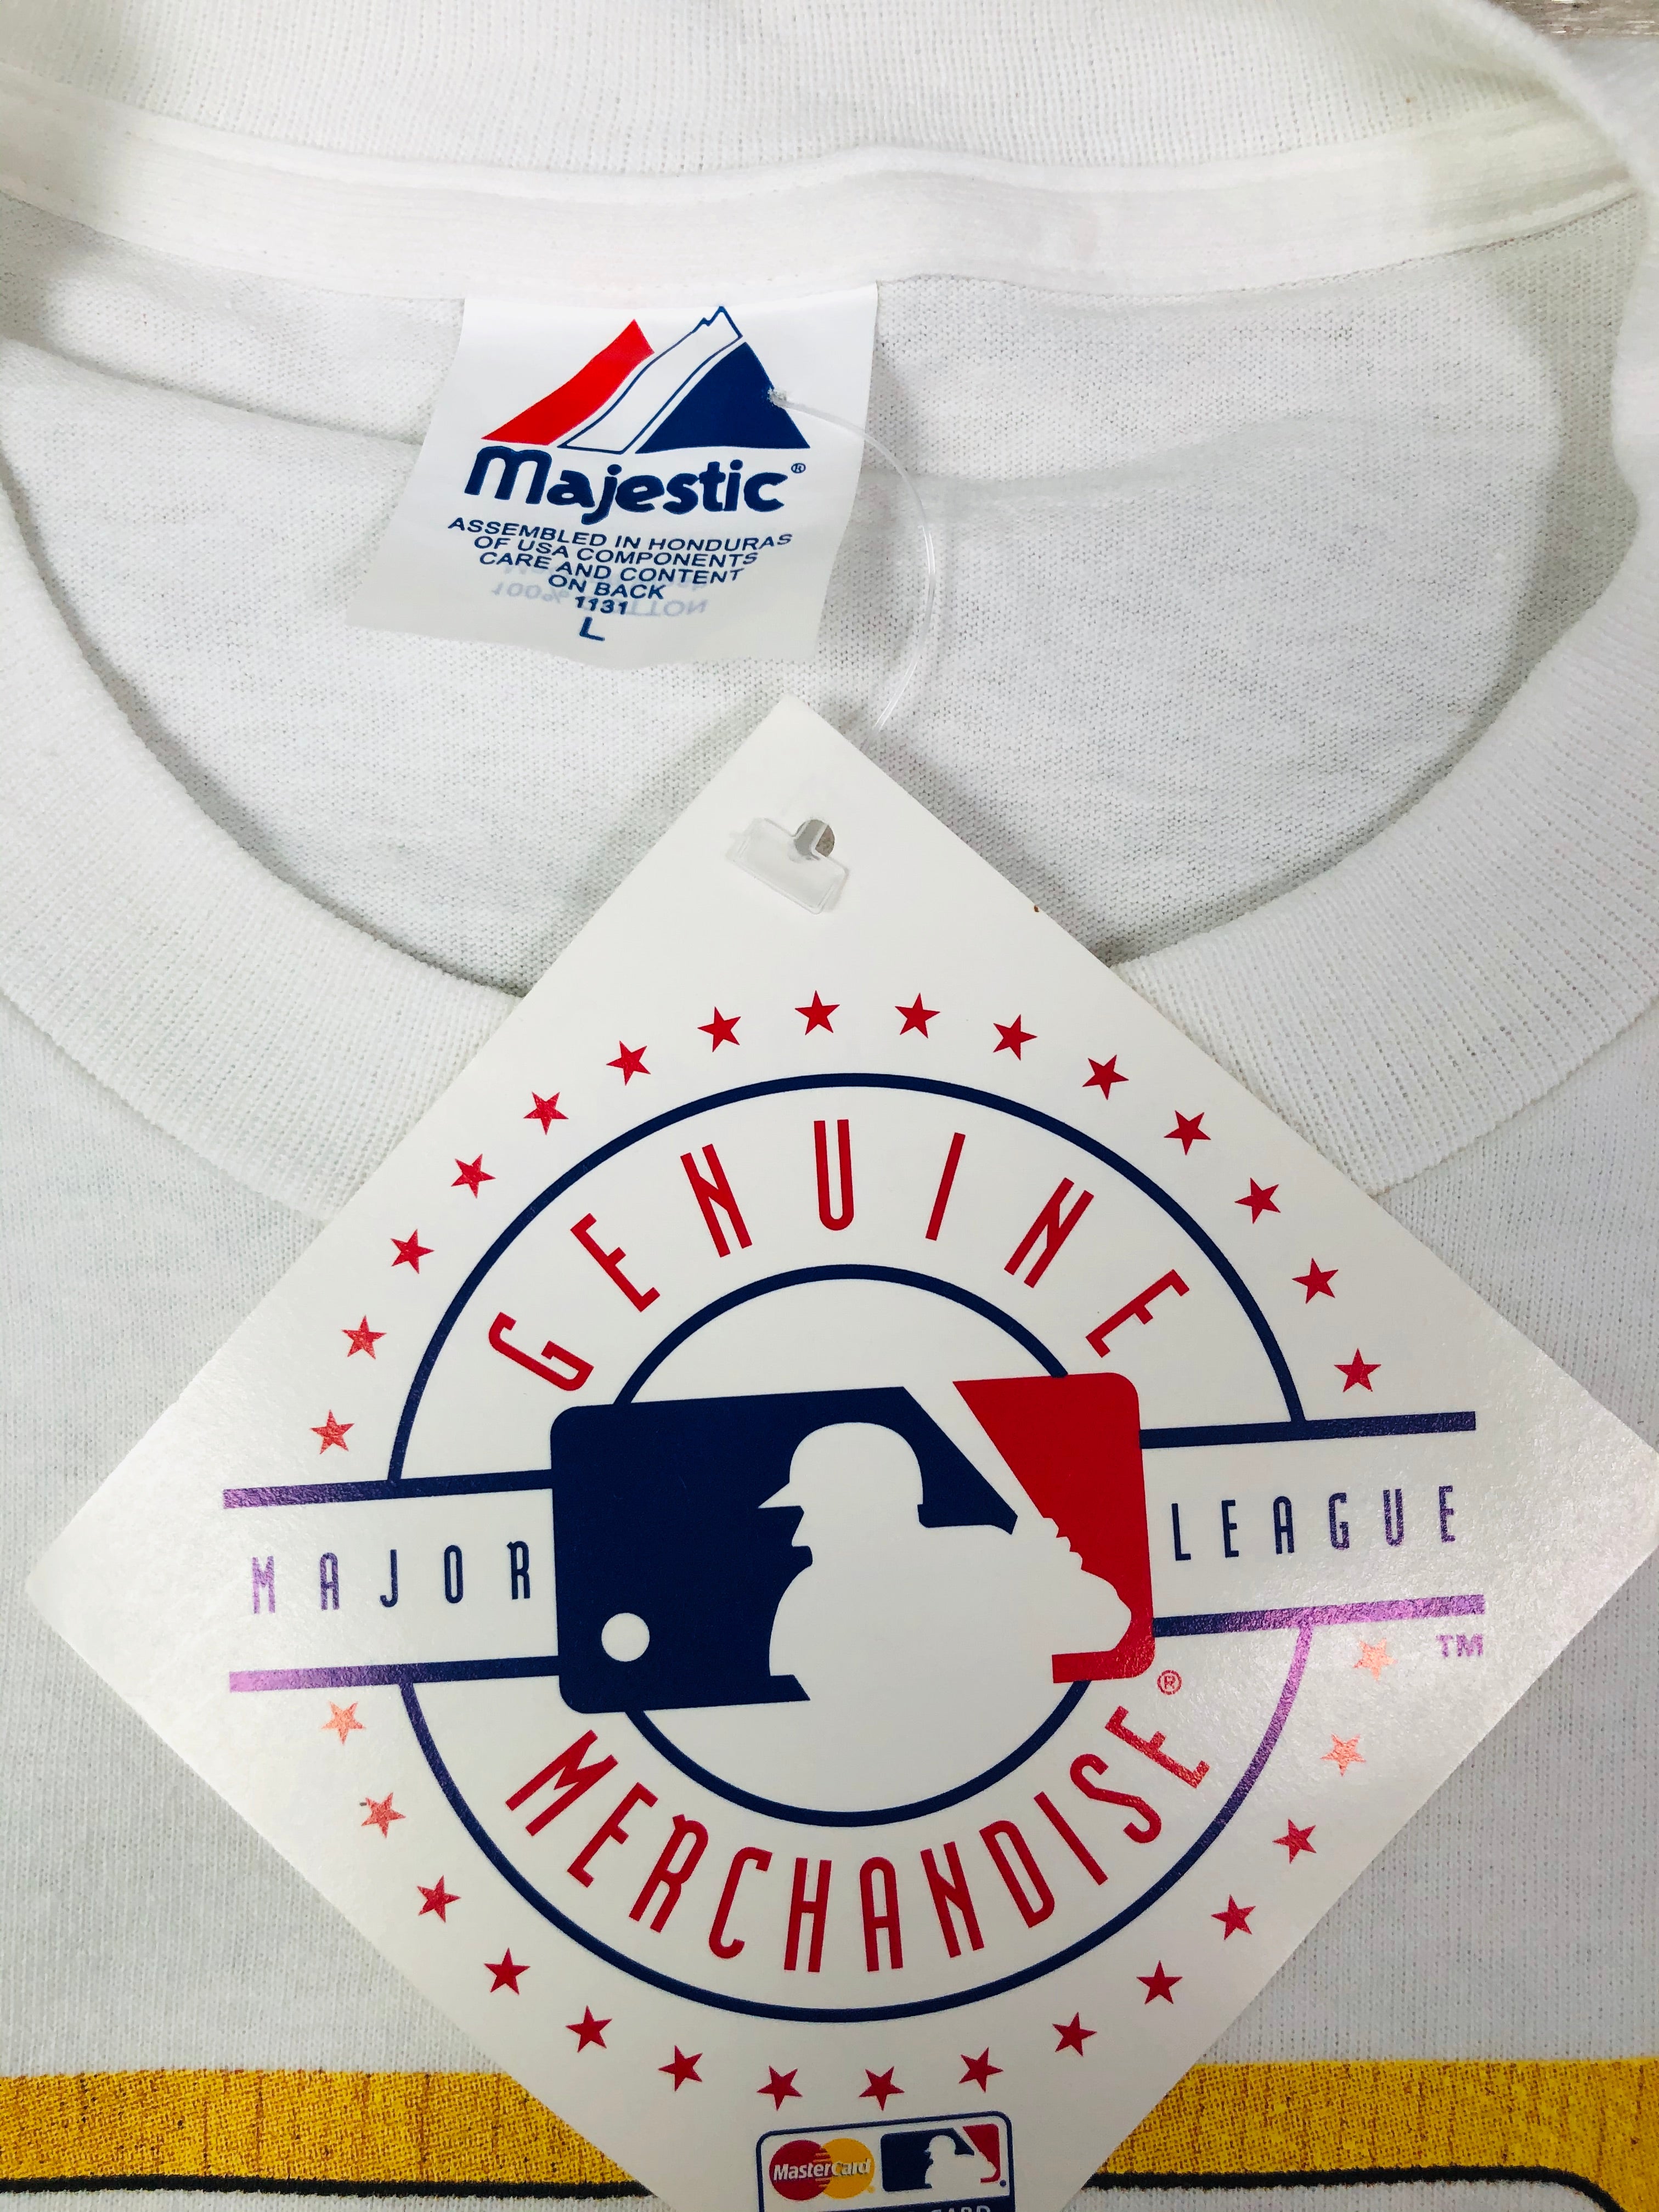 Majestic®
ASSEMBLED IN HONDURAS
OF USA COMPONENTS
CARE AND CONTENT
ON BACK
1131
L
GENUINE
MAJOR LEAGUE
TM
MERCHANDISE®
MasterCard
CARD